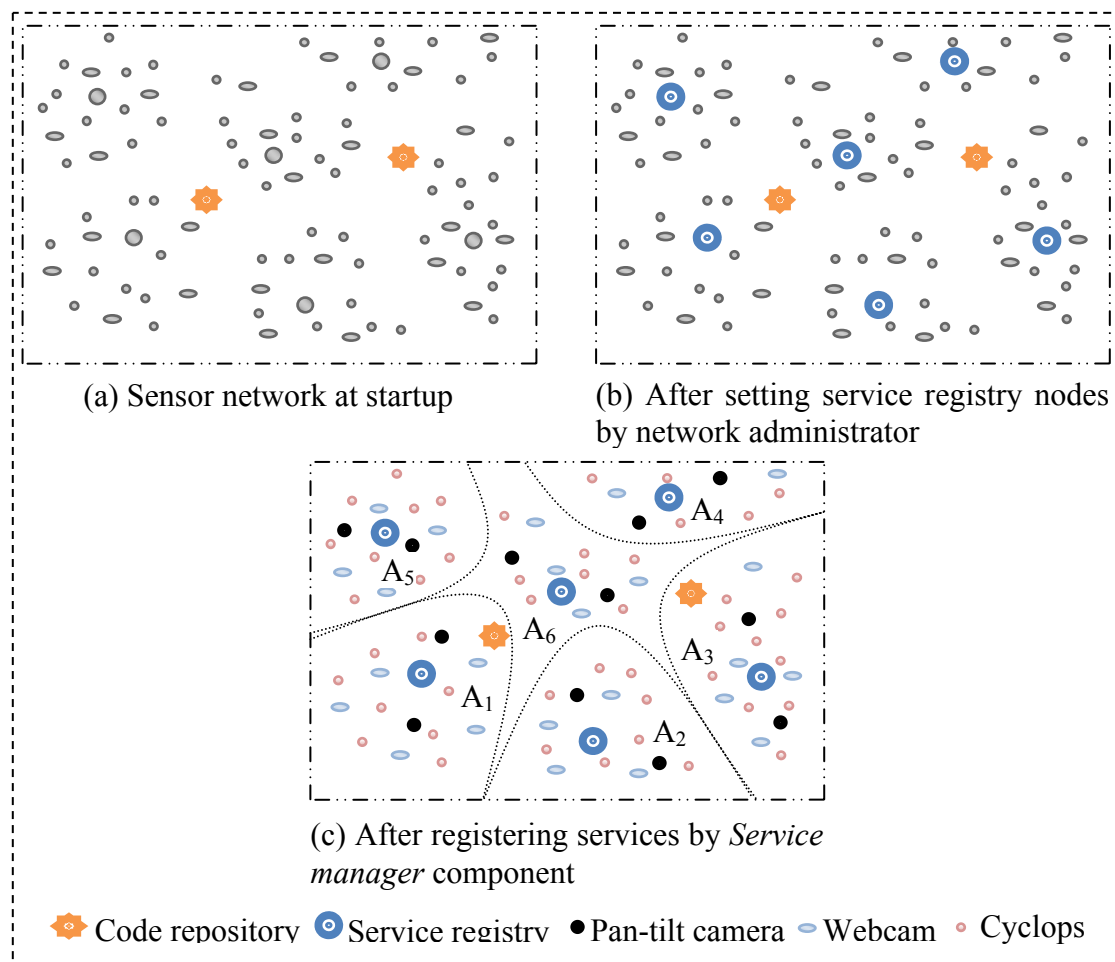 (a) Sensor network at startup
(b) After setting service registry nodes
by network administrator
A4
A5
A6
A3
A1
A2
(c) After registering services by Service
manager component
Code repository Service registry Pan-tilt camera Webcam Cyclops